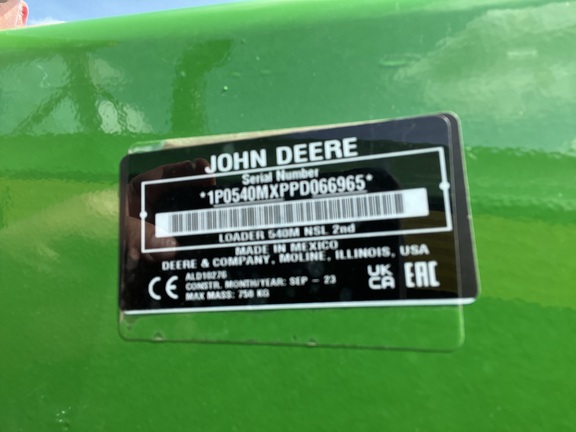 JOHN DEERE
Serial Number
*1P0540MXPPD066965*
LOADER 540M NSL 2nd
MADE IN MEXICO
DEERE & COMPANY, MOLINE, ILLINOIS, USA
ALD10276
CONSTR. MONTH/YEAR: SEP - 23
MAX MASS: 750 KG
CE UK CA EAC